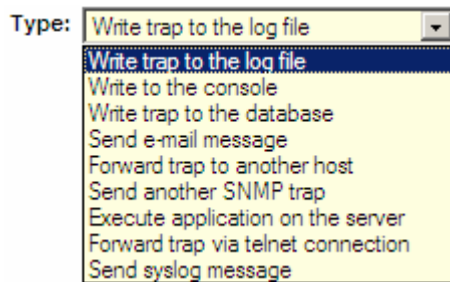 Type: Write trap to the log file
Write trap to the log file
Write to the console
Write trap to the database
Send e-mail message
Forward trap to another host
Send another SNMP trap
Execute application on the server
Forward trap via telnet connection
Send syslog message